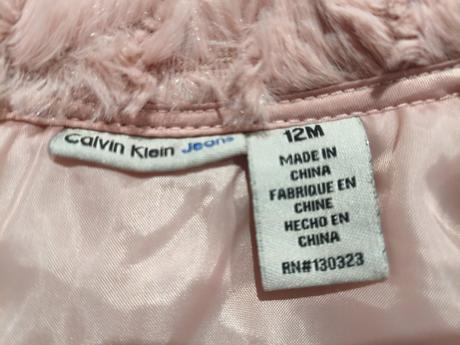 Calvin Klein Jeans
12M
MADE IN
CHINA
FABRIQUE EN
CHINE
HECHO EN
CHINA
RN#130323